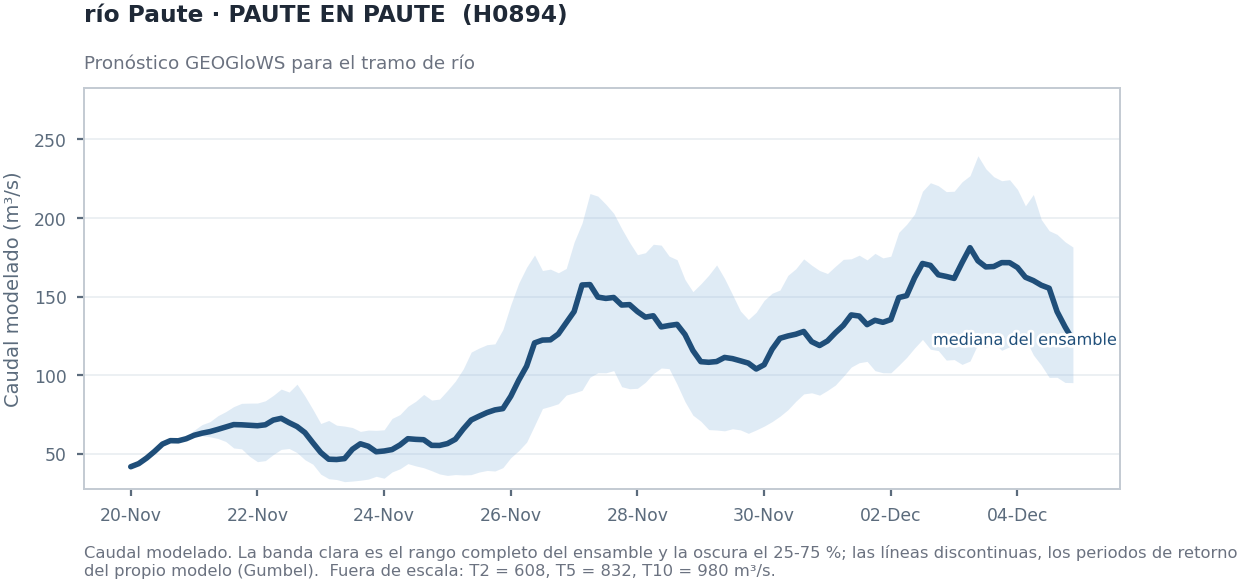 río Paute · PAUTE EN PAUTE (H0894)
Pronóstico GEOGloWS para el tramo de río
Caudal modelado (m³/s)
250
200
150
100
50
mediana del ensamble
20-Nov 22-Nov 24-Nov 26-Nov 28-Nov 30-Nov 02-Dec 04-Dec
Caudal modelado. La banda clara es el rango completo del ensamble y la oscura el 25-75 %; las líneas discontinuas, los periodos de retorno
del propio modelo (Gumbel). Fuera de escala: T2 = 608, T5 = 832, T10 = 980 m³/s.